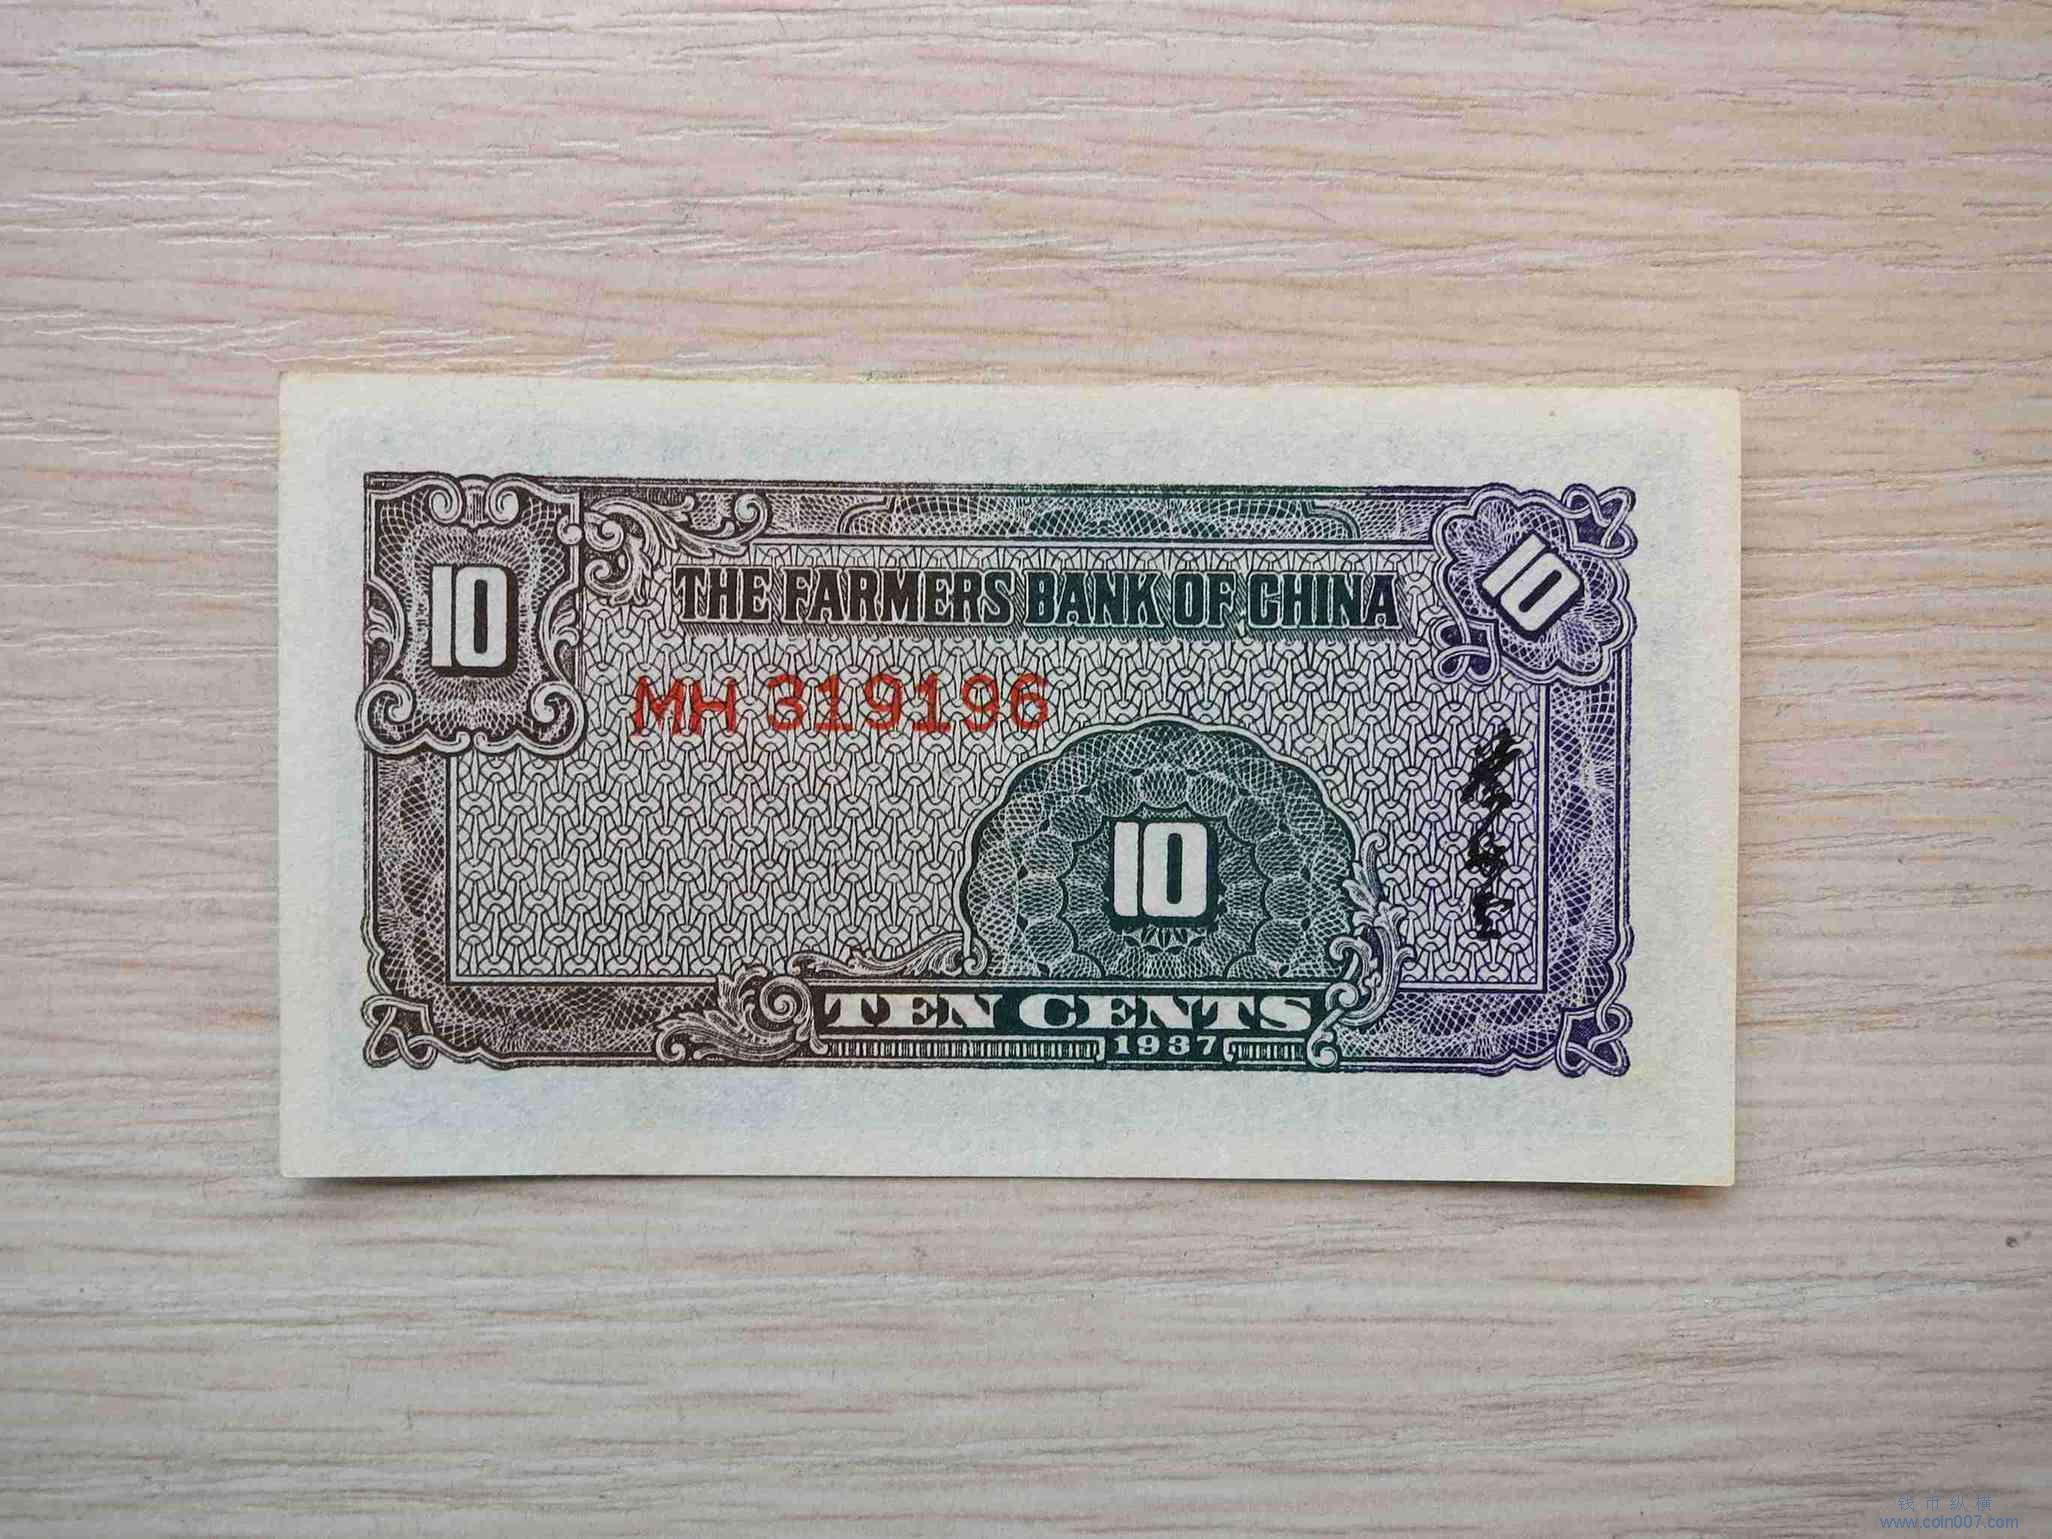 10
10
THE FARMERS BANK OF CHINA
MH 319196
10
TEN CENTS
1937
钱币纵横
www.coin007.com